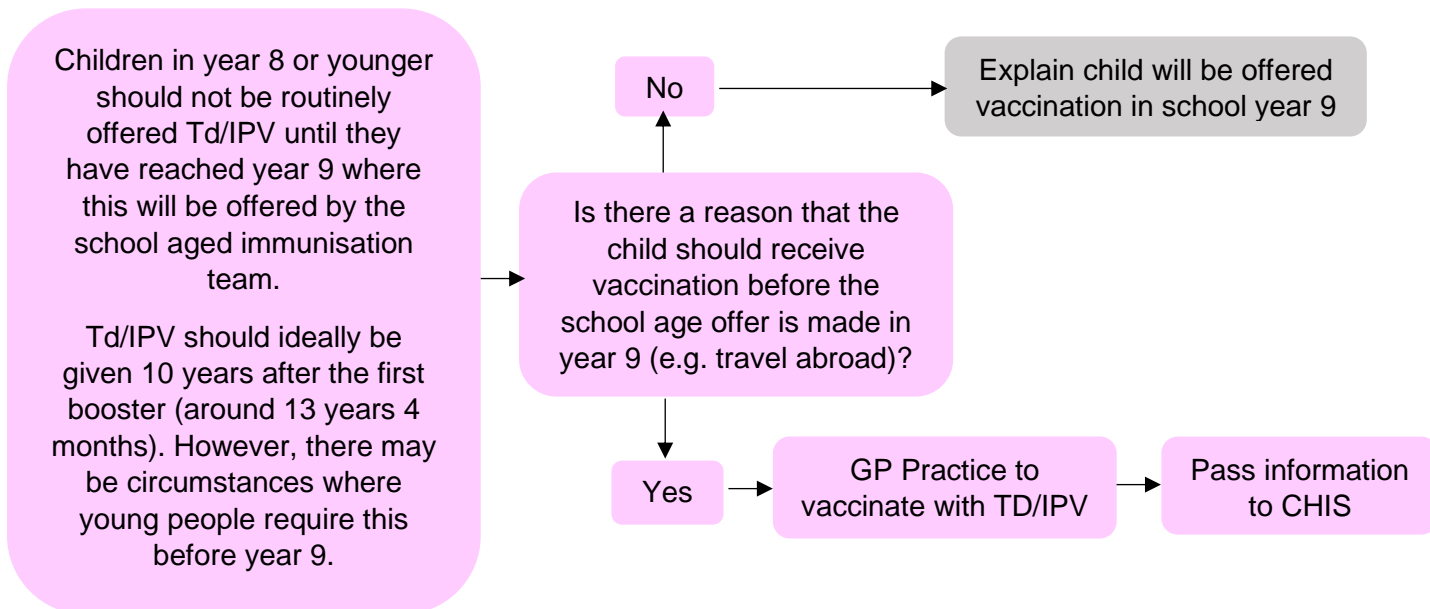 Children in year 8 or younger
should not be routinely
offered Td/IPV until they
have reached year 9 where
this will be offered by the
school aged immunisation
team.
Td/IPV should ideally be
given 10 years after the first
booster (around 13 years 4
months). However, there may
be circumstances where
young people require this
before year 9.
No
Explain child will be offered
vaccination in school year 9
Is there a reason that the
child should receive
vaccination before the
school age offer is made in
year 9 (e.g. travel abroad)?
Yes
GP Practice to
vaccinate with TD/IPV
Pass information
to CHIS